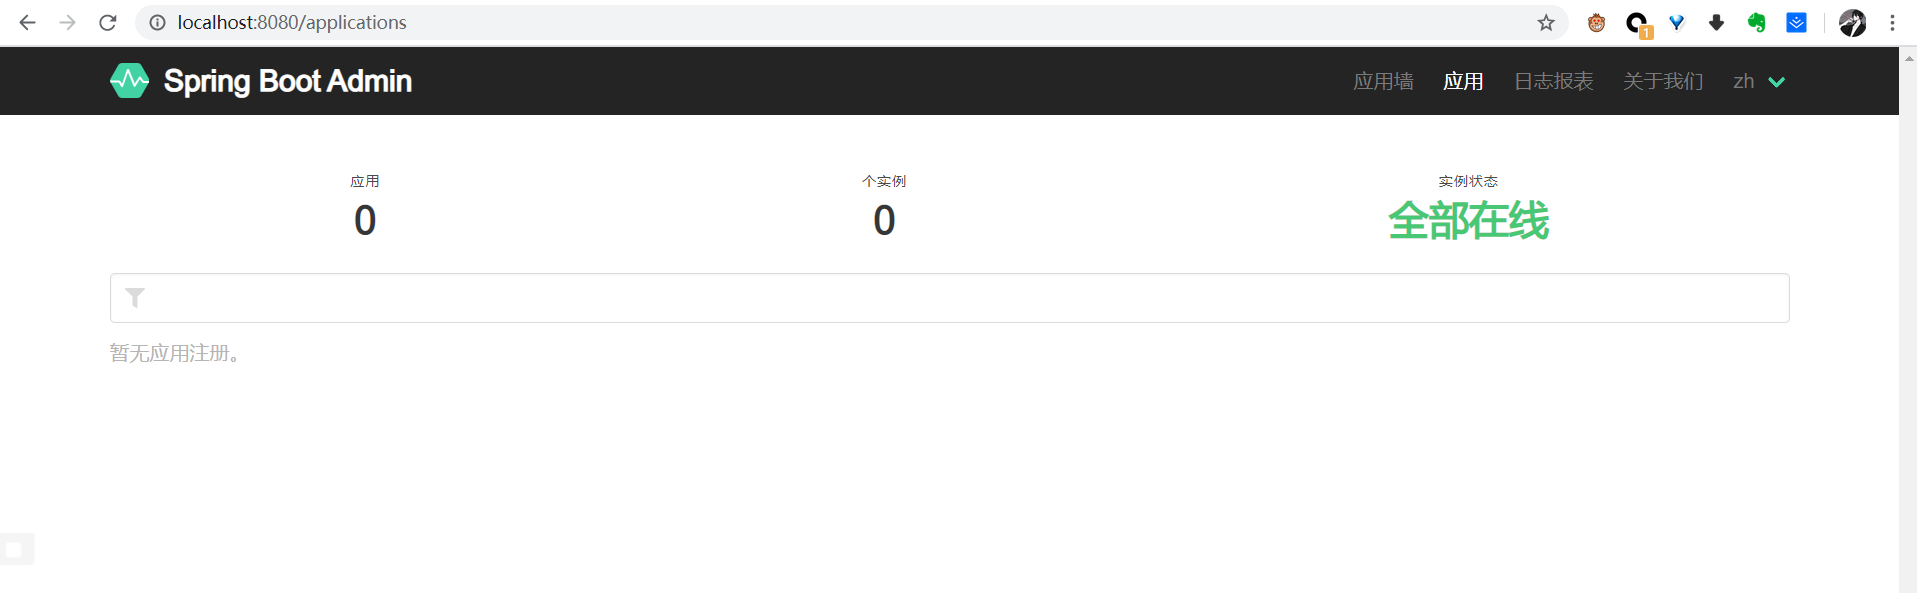 localhost:8080/applications
1
Spring Boot Admin
应用墙 应用 日志报表 关于我们 zh
应用 个实例 实例状态
0 0 全部在线
暂无应用注册。